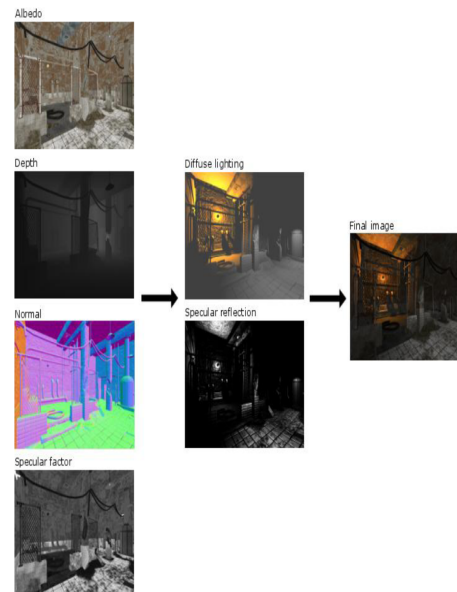 Albedo
Depth
Normal
Specular factor
Diffuse lighting
Specular reflection
Final image